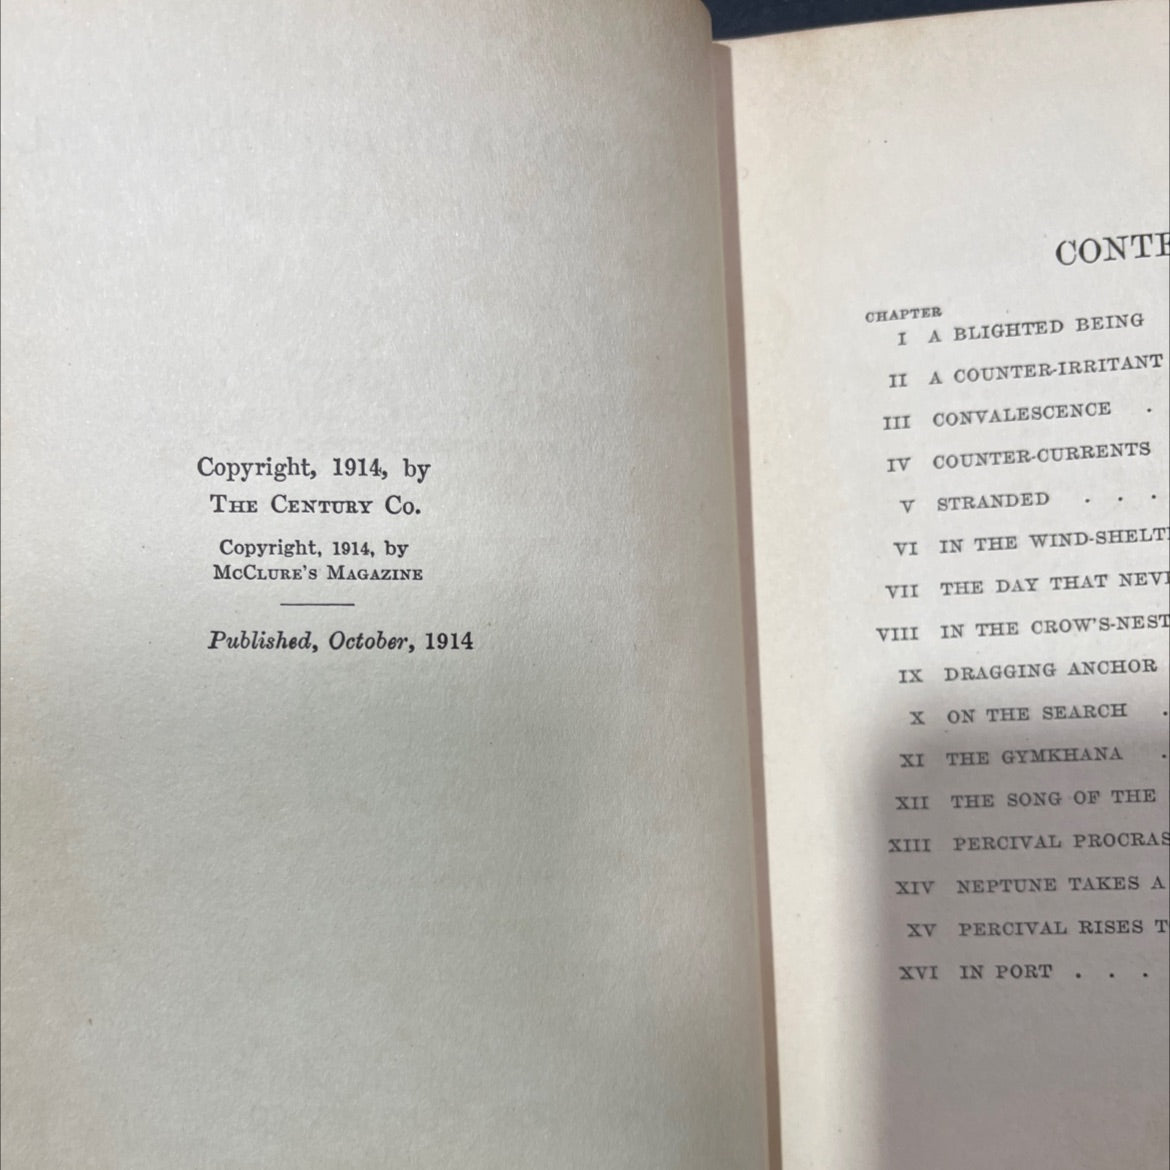 Copyright, 1914, by
THE CENTURY CO.
Copyright, 1914, by
MCCLURE'S MAGAZINE
Published, October, 1914
CHAPTER
I A BLIGHTED BEING
II A COUNTER-IRRITANT
III CONVALESCENCE .
IV COUNTER-CURRENTS
V STRANDED . . .
VI IN THE
VII THE DAY THAT
VIII IN THE CROW'S-NEST
IX DRAGGING ANCHOR
X ON THE SEARCH .
XI THE GYMKHANA .
XII THE SONG OF THE
XIII PERCIVAL
XIV NEPTUNE TAKES A
XV PERCIVAL RISES
XVI IN PORT . . .